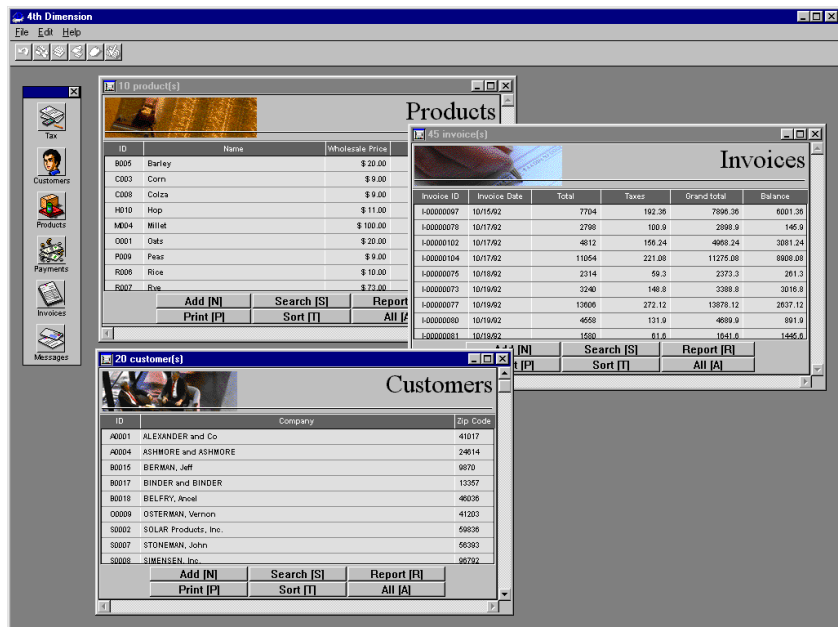 4th Dimension
File Edit Help
Tax
Customers
Products
Payments
Invoices
Messages
10 product(s)
Products
ID Name Wholesale Price
B005 Barley $ 20.00
C003 Corn $ 9.00
C008 Colza $ 9.00
H010 Hop $ 11.00
M004 Millet $ 100.00
O001 Oats $ 20.00
P009 Peas $ 9.00
R006 Rice $ 10.00
R007 Rye $ 73.00
Add [N] Search [S] Report
Print [P] Sort [T] All [A
45 invoice(s)
Invoices
Invoice ID Invoice Date Total Taxes Grand total Balance
I-00000097 10/15/92 7704 192.36 7896.36 6001.36
I-00000078 10/17/92 2798 100.9 2898.9 145.9
I-00000102 10/17/92 4812 156.24 4968.24 3081.24
I-00000104 10/17/92 11054 221.08 11275.08 8908.08
I-00000075 10/18/92 2314 59.3 2373.3 261.3
I-00000073 10/19/92 3240 148.8 3388.8 3016.8
I-00000077 10/19/92 13606 272.12 13878.12 2637.12
I-00000080 10/19/92 4558 131.9 4689.9 891.9
I-00000081 10/19/92 1580 61.6 1641.6 1445.6
Add [N] Search [S] Report [R]
t [P] Sort [T] All [A]
20 customer(s)
Customers
ID Company Zip Code
A0001 ALEXANDER and Co 41017
A0004 ASHMORE and ASHMORE 24614
B0015 BERMAN, Jeff 9870
B0017 BINDER and BINDER 13357
B0018 BELFRY, Ancel 46036
O0009 OSTERMAN, Vernon 41203
S0002 SOLAR Products, Inc. 59836
S0007 STONEMAN, John 56393
S0008 SIMENSEN, Inc. 96792
Add [N] Search [S] Report [R]
Print [P] Sort [T] All [A]